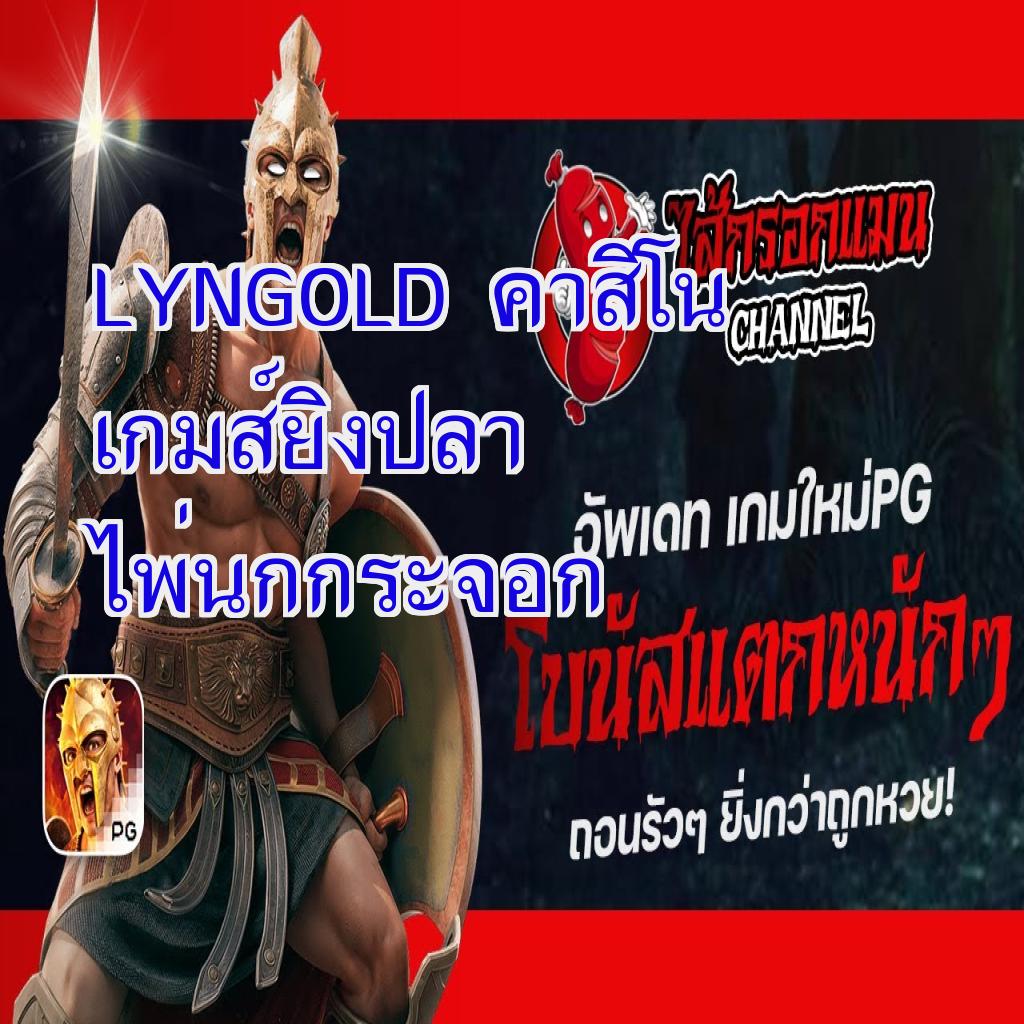 ไส้กรอกแมน
CHANNEL
LYNGOLD คาสิโน
เกมส์ยิงปลา
ไพ่นกกระจอก
อัพเดท เกมใหม่PG
โบนัสแตกหนักๆ
ถอนรัวๆ ยิ่งกว่าถูกหวย!
PG